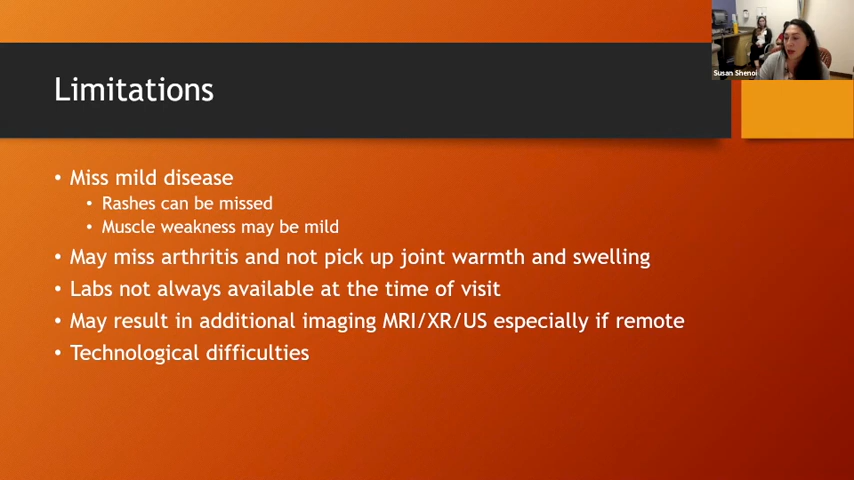 Susan Shenoi
Limitations
• Miss mild disease
• Rashes can be missed
• Muscle weakness may be mild
• May miss arthritis and not pick up joint warmth and swelling
• Labs not always available at the time of visit
• May result in additional imaging MRI/XR/US especially if remote
• Technological difficulties